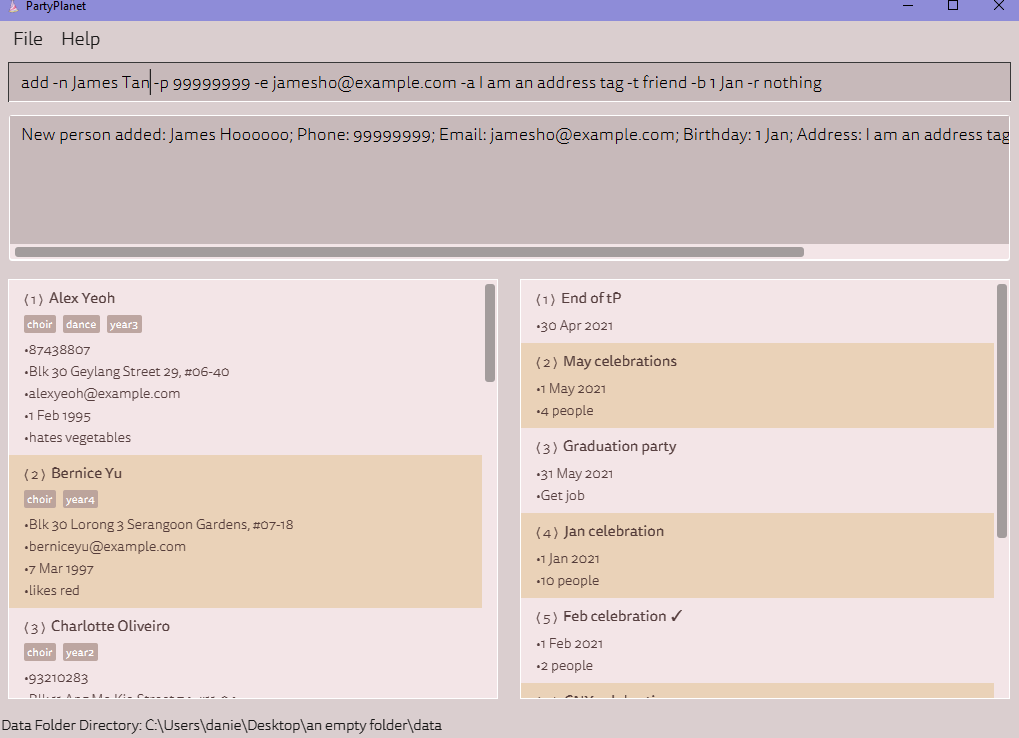 PartyPlanet
File Help
add -n James Tan -p 99999999 -e jamesho@example.com -a I am an address tag -t friend -b 1 Jan -r nothing
New person added: James Hoooooo; Phone: 99999999; Email: jamesho@example.com; Birthday: 1 Jan; Address: I am an address tag
(1) Alex Yeoh
choir dance year3
•87438807
•Blk 30 Geylang Street 29, #06-40
•alexyeoh@example.com
•1 Feb 1995
•hates vegetables
(2) Bernice Yu
choir year4
•Blk 30 Lorong 3 Serangoon Gardens, #07-18
•berniceyu@example.com
•7 Mar 1997
•likes red
(3) Charlotte Oliveiro
choir year2
•93210283
(1) End of tP
•30 Apr 2021
(2) May celebrations
•1 May 2021
•4 people
(3) Graduation party
•31 May 2021
•Get job
(4) Jan celebration
•1 Jan 2021
•10 people
(5) Feb celebration ✓
•1 Feb 2021
•2 people
Data Folder Directory: C:\Users\danie\Desktop\an empty folder\data